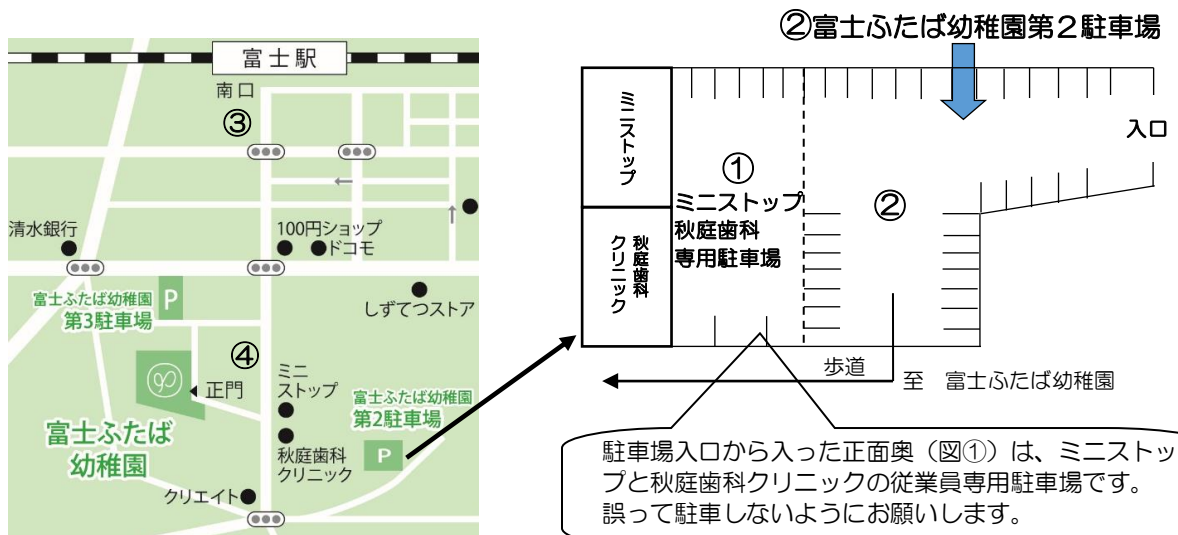 富士駅
南口
③
清水銀行
100円ショップ
ドコモ
富士ふたば幼稚園
第3駐車場
P
しずてつストア
④
正門
ミニ
ストップ
富士ふたば幼稚園
第2駐車場
P
富士ふたば
幼稚園
秋庭歯科
クリニック
クリエイト
②富士ふたば幼稚園第2駐車場
ミニストップ
入口
①
ミニストップ
秋庭歯科
専用駐車場
②
秋庭歯科
クリニック
歩道
至 富士ふたば幼稚園
駐車場入口から入った正面奥（図①）は、ミニストッ
プと秋庭歯科クリニックの従業員専用駐車場です。
誤って駐車しないようにお願いします。